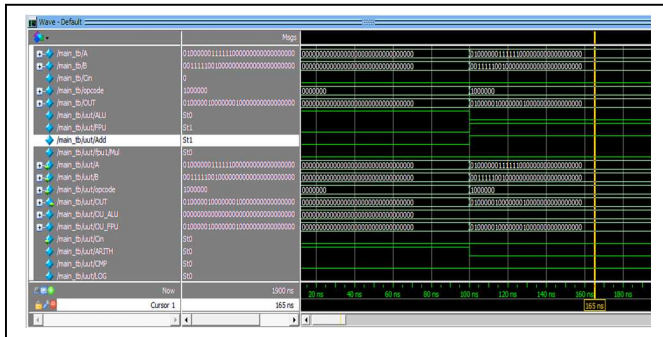 Wave - Default
Msgs
/main_tb/A 01000000111111000000000000000000 00000000000000000000000000000000 01000000111111000000000000000000
/main_tb/B 00111110010000000000000000000000 00000000000000000000000000000000 00111110010000000000000000000000
/main_tb/Cin 0
/main_tb/opcode 1000000 0000000 1000000
/main_tb/OUT 01000001000000010000000000000000 00000000000000000000000000000000 01000001000000010000000000000000
/main_tb/uut/ALU St0
/main_tb/uut/FPU St1
/main_tb/uut/Add St1
/main_tb/uut/fpu1/Mul St0
/main_tb/uut/A 01000000111111000000000000000000 00000000000000000000000000000000 01000000111111000000000000000000
/main_tb/uut/B 00111110010000000000000000000000 00000000000000000000000000000000 00111110010000000000000000000000
/main_tb/uut/opcode 1000000 0000000 1000000
/main_tb/uut/OUT 01000001000000010000000000000000 00000000000000000000000000000000 01000001000000010000000000000000
/main_tb/uut/OU_ALU 00000000000000000000000000000000 00000000000000000000000000000000
/main_tb/uut/OU_FPU 01000001000000010000000000000000 00000000000000000000000000000000 01000001000000010000000000000000
/main_tb/uut/Cin St0
/main_tb/uut/ARITH St0
/main_tb/uut/CMP St0
/main_tb/uut/LOG St0
Now 1900 ns 20 ns 40 ns 60 ns 80 ns 100 ns 120 ns 140 ns 160 ns 180 ns
Cursor 1 165 ns 165 ns